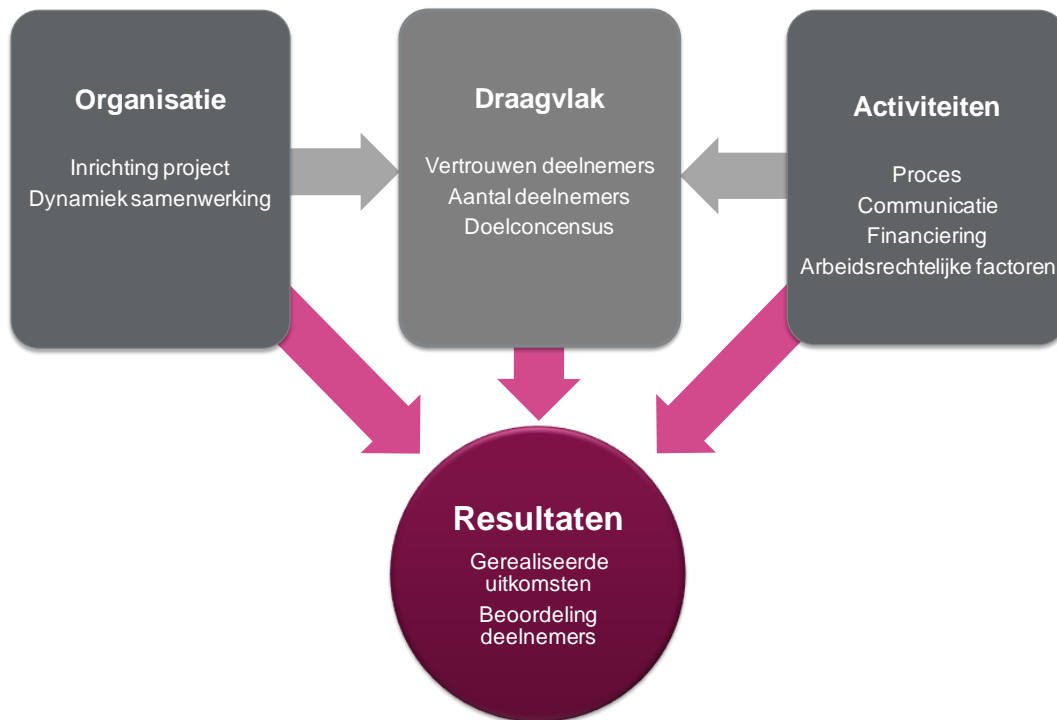 Organisatie
Inrichting project
Dynamiek samenwerking
Draagvlak
Vertrouwen deelnemers
Aantal deelnemers
Doelconcensus
Activiteiten
Proces
Communicatie
Financiering
Arbeidsrechtelijke factoren
Resultaten
Gerealiseerde
uitkomsten
Beoordeling
deelnemers